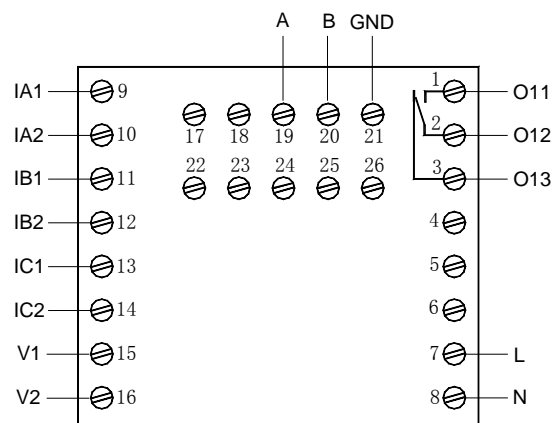 A B GND
IA1 9 1 O11
17 18 19 20 21
IA2 10 2 O12
22 23 24 25 26
IB1 11 3 O13
IB2 12 4
IC1 13 5
IC2 14 6
V1 15 7 L
V2 16 8 N